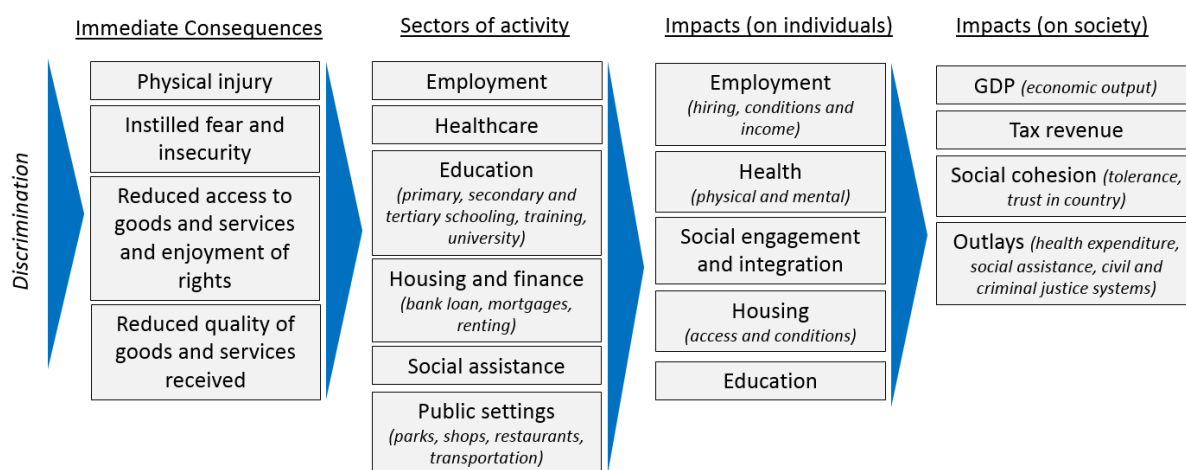 Discrimination
Immediate Consequences
Physical injury
Instilled fear and
insecurity
Reduced access to
goods and services
and enjoyment of
rights
Reduced quality of
goods and services
received
Sectors of activity
Employment
Healthcare
Education
(primary, secondary and
tertiary schooling, training,
university)
Housing and finance
(bank loan, mortgages,
renting)
Social assistance
Public settings
(parks, shops, restaurants,
transportation)
Impacts (on individuals)
Employment
(hiring, conditions and
income)
Health
(physical and mental)
Social engagement
and integration
Housing
(access and conditions)
Education
Impacts (on society)
GDP (economic output)
Tax revenue
Social cohesion (tolerance,
trust in country)
Outlays (health expenditure,
social assistance, civil and
criminal justice systems)